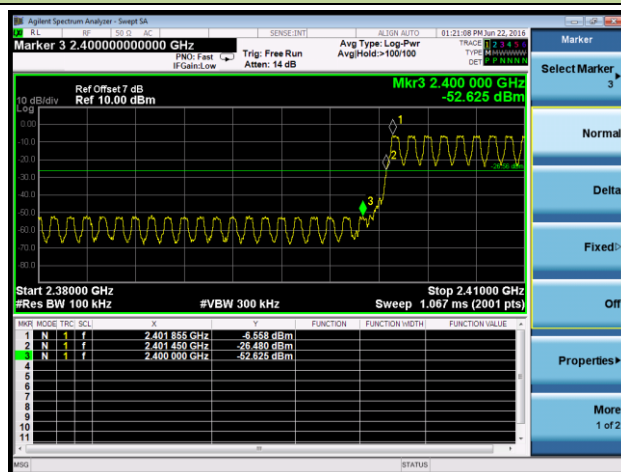 Agilent Spectrum Analyzer - Swept SA
RL RF 50 Ω AC SENSE:INT ALIGN AUTO 01:21:08 PM Jun 22, 2016
Marker 3 2.400000000000 GHz
PNO: Fast
IFGain:Low
Trig: Free Run
Atten: 14 dB
Avg Type: Log-Pwr
Avg|Hold:>100/100
TRACE 1 2 3 4 5 6
TYPE MWWWWW
DET P P N N N N
Ref Offset 7 dB
Ref 10.00 dBm
10 dB/div
Log
Mkr3 2.400 000 GHz
-52.625 dBm
0.00
-10.0
-20.0
-30.0
-40.0
-50.0
-60.0
-70.0
-80.0
1
2
3
-26.56 dBm
Start 2.38000 GHz
Stop 2.41000 GHz
#Res BW 100 kHz
#VBW 300 kHz
Sweep 1.067 ms (2001 pts)
MKR MODE TRC SCL X Y FUNCTION FUNCTION WIDTH FUNCTION VALUE
1 N 1 f 2.401 855 GHz -6.558 dBm
2 N 1 f 2.401 450 GHz -26.480 dBm
3 N 1 f 2.400 000 GHz -52.625 dBm
4
5
6
7
8
9
10
11
MSG
STATUS
Marker
Select Marker
3
Normal
Delta
Fixed
Off
Properties
More
1 of 2